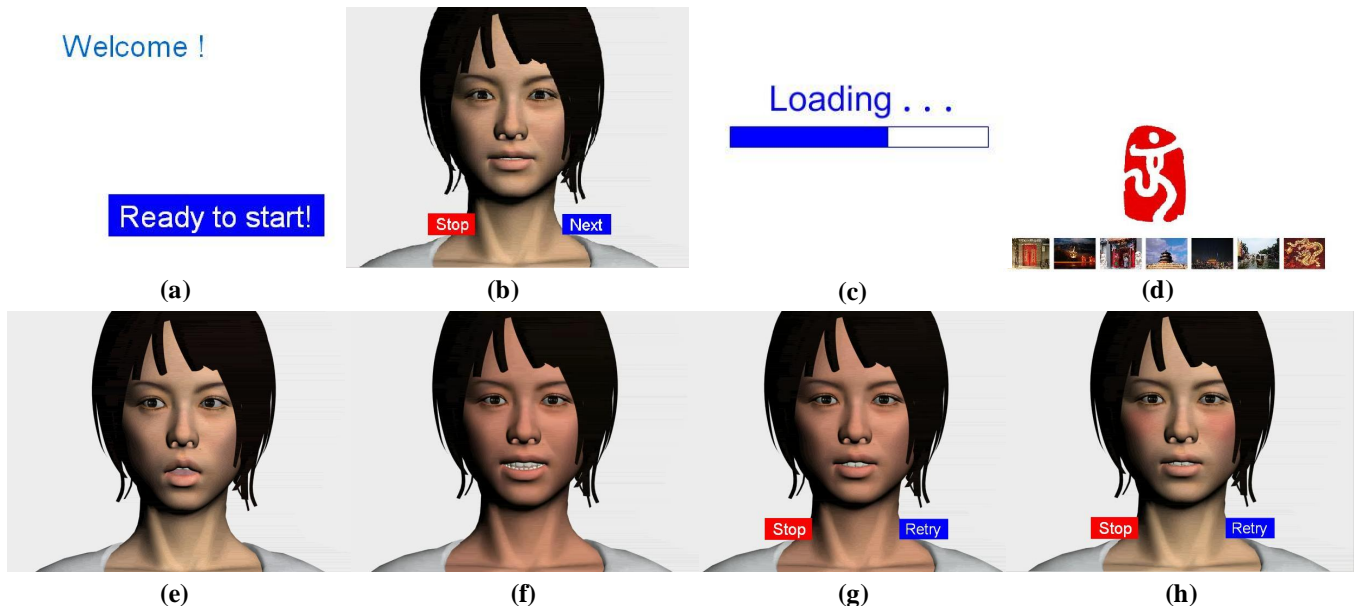 Welcome !
Ready to start!
(a)
Stop
Next
(b)
Loading . . .
(c)
(d)
(e)
(f)
Stop
Retry
(g)
Stop
Retry
(h)